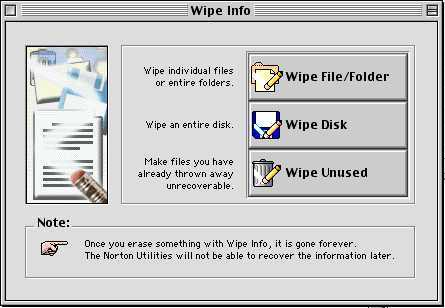 Wipe Info
Wipe individual files
or entire folders.
Wipe File/Folder
Wipe an entire disk.
Wipe Disk
Make files you have
already thrown away
unrecoverable.
Wipe Unused
Note:
Once you erase something with Wipe Info, it is gone forever.
The Norton Utilities will not be able to recover the information later.